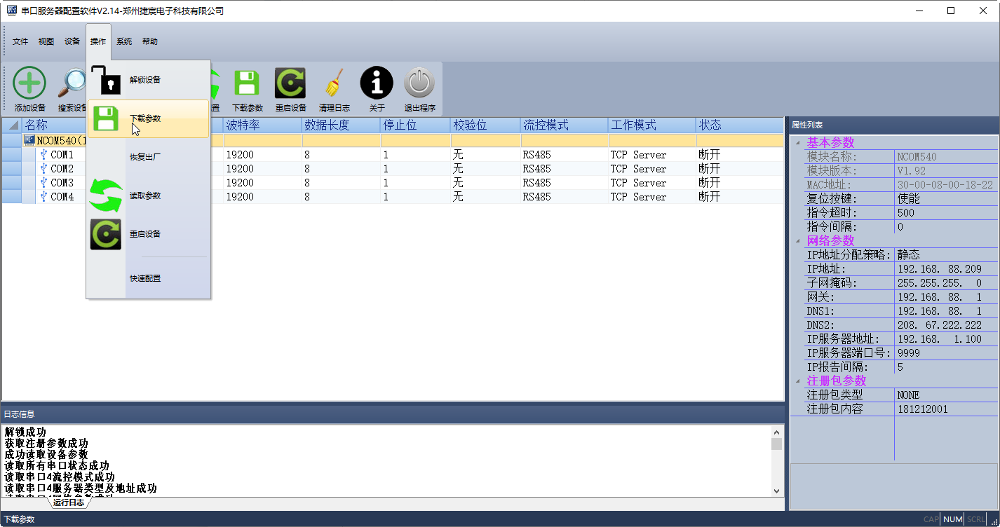 串口服务器配置软件V2.14-郑州捷宸电子科技有限公司
文件 视图 设备 操作 系统 帮助
添加设备 搜索设备 下载参数 重启设备 清理日志 关于 退出程序
解锁设备
下载参数
恢复出厂
读取参数
重启设备
快速配置
名称 波特率 数据长度 停止位 校验位 流控模式 工作模式 状态
NCOM540(1
COM1 19200 8 1 无 RS485 TCP Server 断开
COM2 19200 8 1 无 RS485 TCP Server 断开
COM3 19200 8 1 无 RS485 TCP Server 断开
COM4 19200 8 1 无 RS485 TCP Server 断开
属性列表
基本参数
模块名称: NCOM540
模块版本: V1.92
MAC地址: 30-00-08-00-18-22
复位按键: 使能
指令超时: 500
指令间隔: 0
网络参数
IP地址分配策略: 静态
IP地址: 192.168. 88.209
子网掩码: 255.255.255.  0
网关: 192.168. 88.  1
DNS1: 192.168. 88.  1
DNS2: 208. 67.222.222
IP服务器地址: 192.168.  1.100
IP服务器端口号: 9999
IP报告间隔: 5
注册包参数
注册包类型 NONE
注册包内容 181212001
日志信息
解锁成功
获取注册参数成功
成功读取设备参数
读取所有串口状态成功
读取串口4流控模式成功
读取串口4服务器类型及地址成功
运行日志
下载参数
CAP NUM SCRL